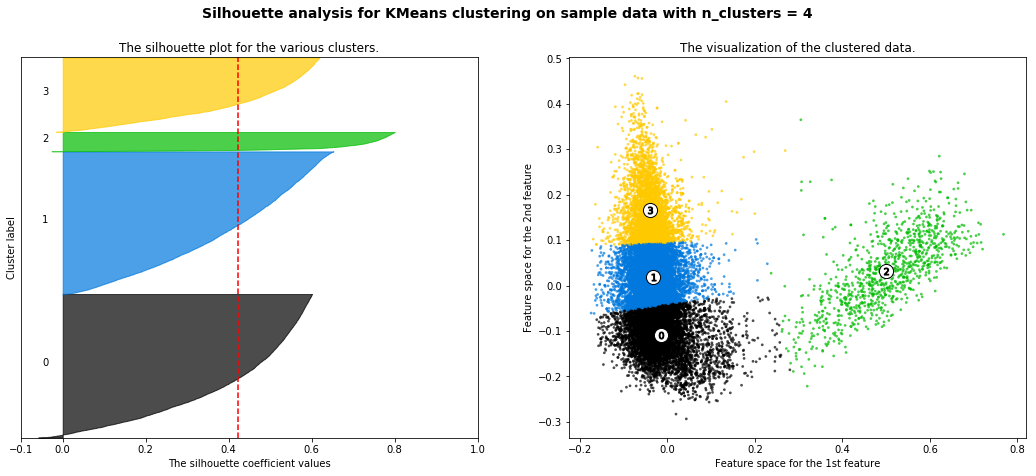 Silhouette analysis for KMeans clustering on sample data with n_clusters = 4
The silhouette plot for the various clusters.
3
2
1
0
Cluster label
−0.1 0.0 0.2 0.4 0.6 0.8 1.0
The silhouette coefficient values
The visualization of the clustered data.
0.5
0.4
0.3
0.2
0.1
0.0
−0.1
−0.2
−0.3
Feature space for the 2nd feature
3
1
2
0
−0.2 0.0 0.2 0.4 0.6 0.8
Feature space for the 1st feature